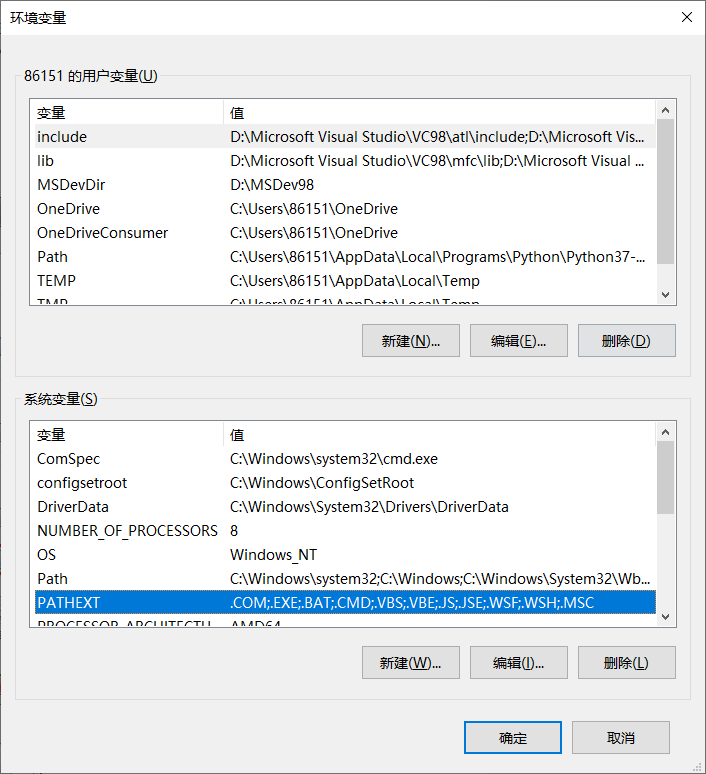 环境变量
86151 的用户变量(U)
变量 值
include D:\Microsoft Visual Studio\VC98\atl\include;D:\Microsoft Vis...
lib D:\Microsoft Visual Studio\VC98\mfc\lib;D:\Microsoft Visual ...
MSDevDir D:\MSDev98
OneDrive C:\Users\86151\OneDrive
OneDriveConsumer C:\Users\86151\OneDrive
Path C:\Users\86151\AppData\Local\Programs\Python\Python37-...
TEMP C:\Users\86151\AppData\Local\Temp
TMP C:\Users\86151\AppData\Local\Temp
新建(N)... 编辑(E)... 删除(D)
系统变量(S)
变量 值
ComSpec C:\Windows\system32\cmd.exe
configsetroot C:\Windows\ConfigSetRoot
DriverData C:\Windows\System32\Drivers\DriverData
NUMBER_OF_PROCESSORS 8
OS Windows_NT
Path C:\Windows\system32;C:\Windows;C:\Windows\System32\Wb...
PATHEXT .COM;.EXE;.BAT;.CMD;.VBS;.VBE;.JS;.JSE;.WSF;.WSH;.MSC
PROCESSOR_ARCHITECTU... AMD64
新建(W)... 编辑(I)... 删除(L)
确定 取消